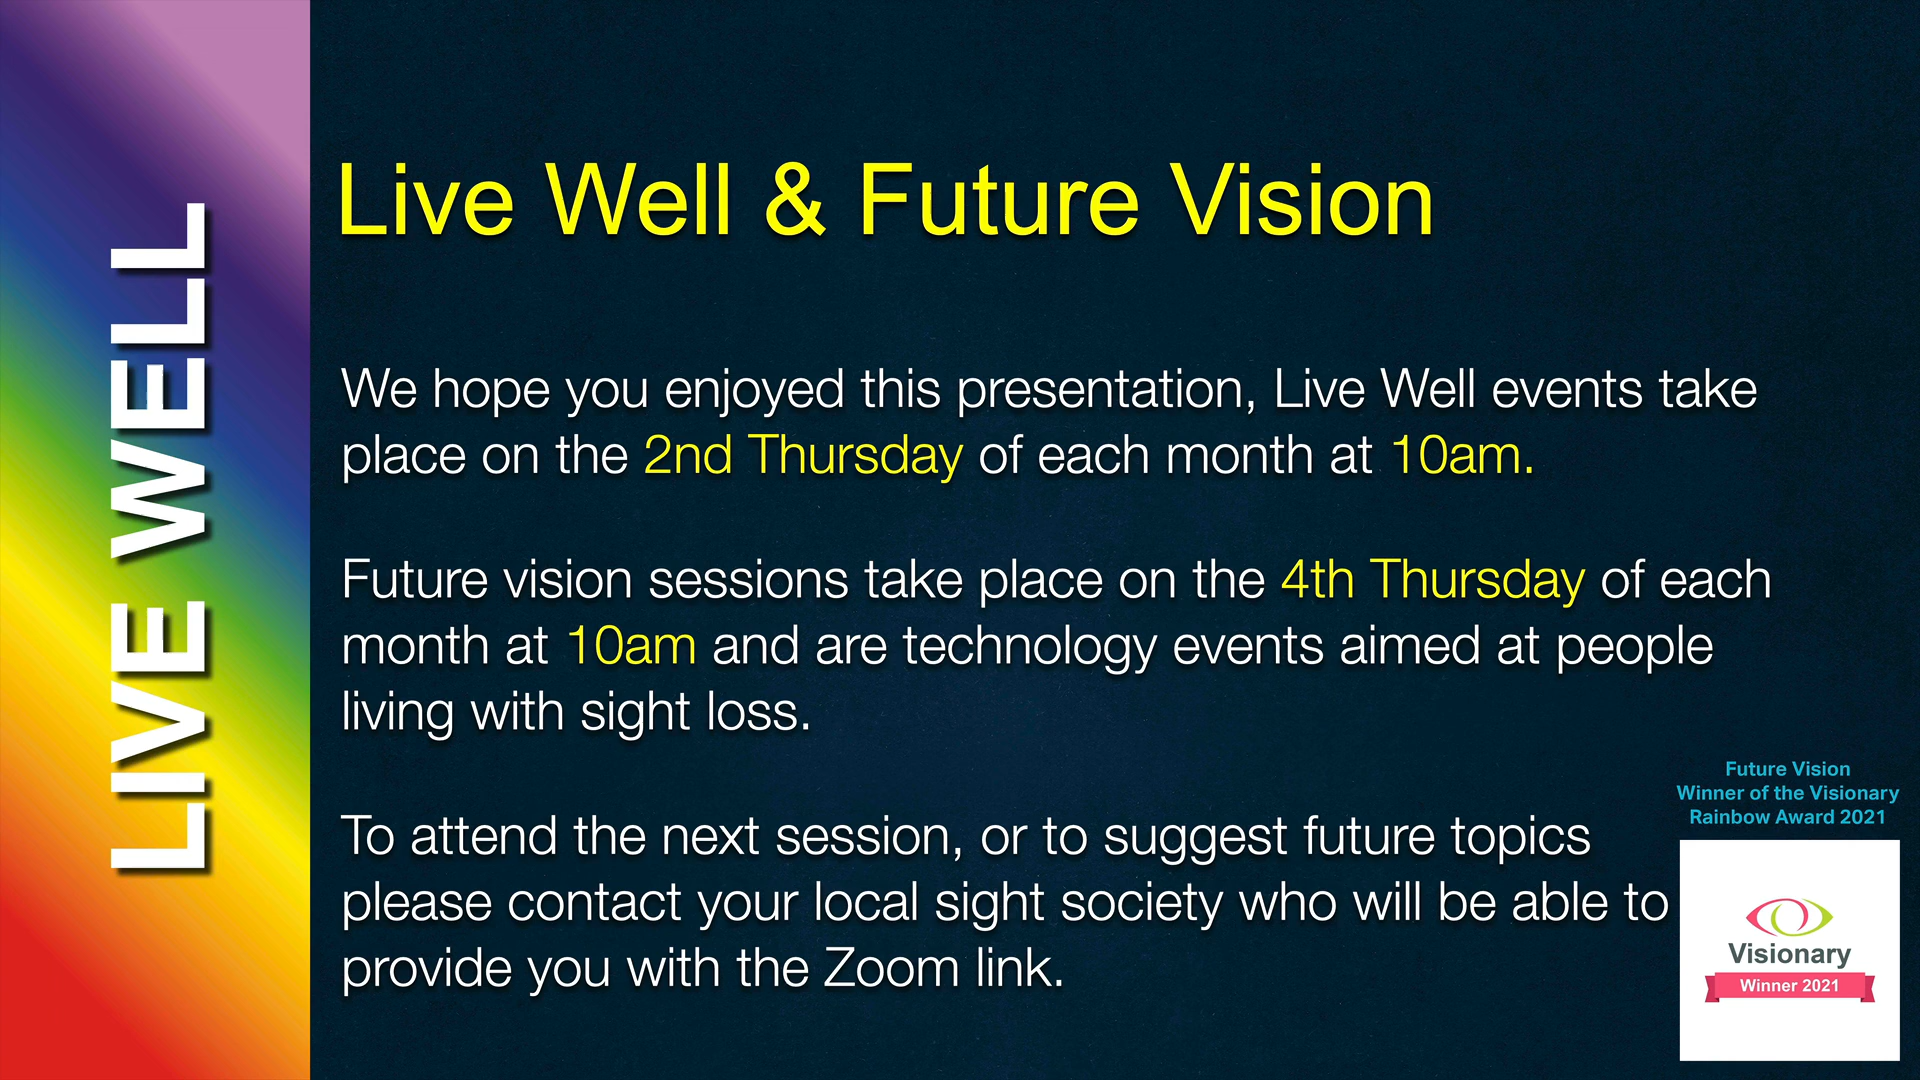 LIVE WELL
Live Well & Future Vision
We hope you enjoyed this presentation, Live Well events take
place on the 2nd Thursday of each month at 10am.
Future vision sessions take place on the 4th Thursday of each
month at 10am and are technology events aimed at people
living with sight loss.
To attend the next session, or to suggest future topics
please contact your local sight society who will be able to
provide you with the Zoom link.
Future Vision
Winner of the Visionary
Rainbow Award 2021
Visionary
Winner 2021